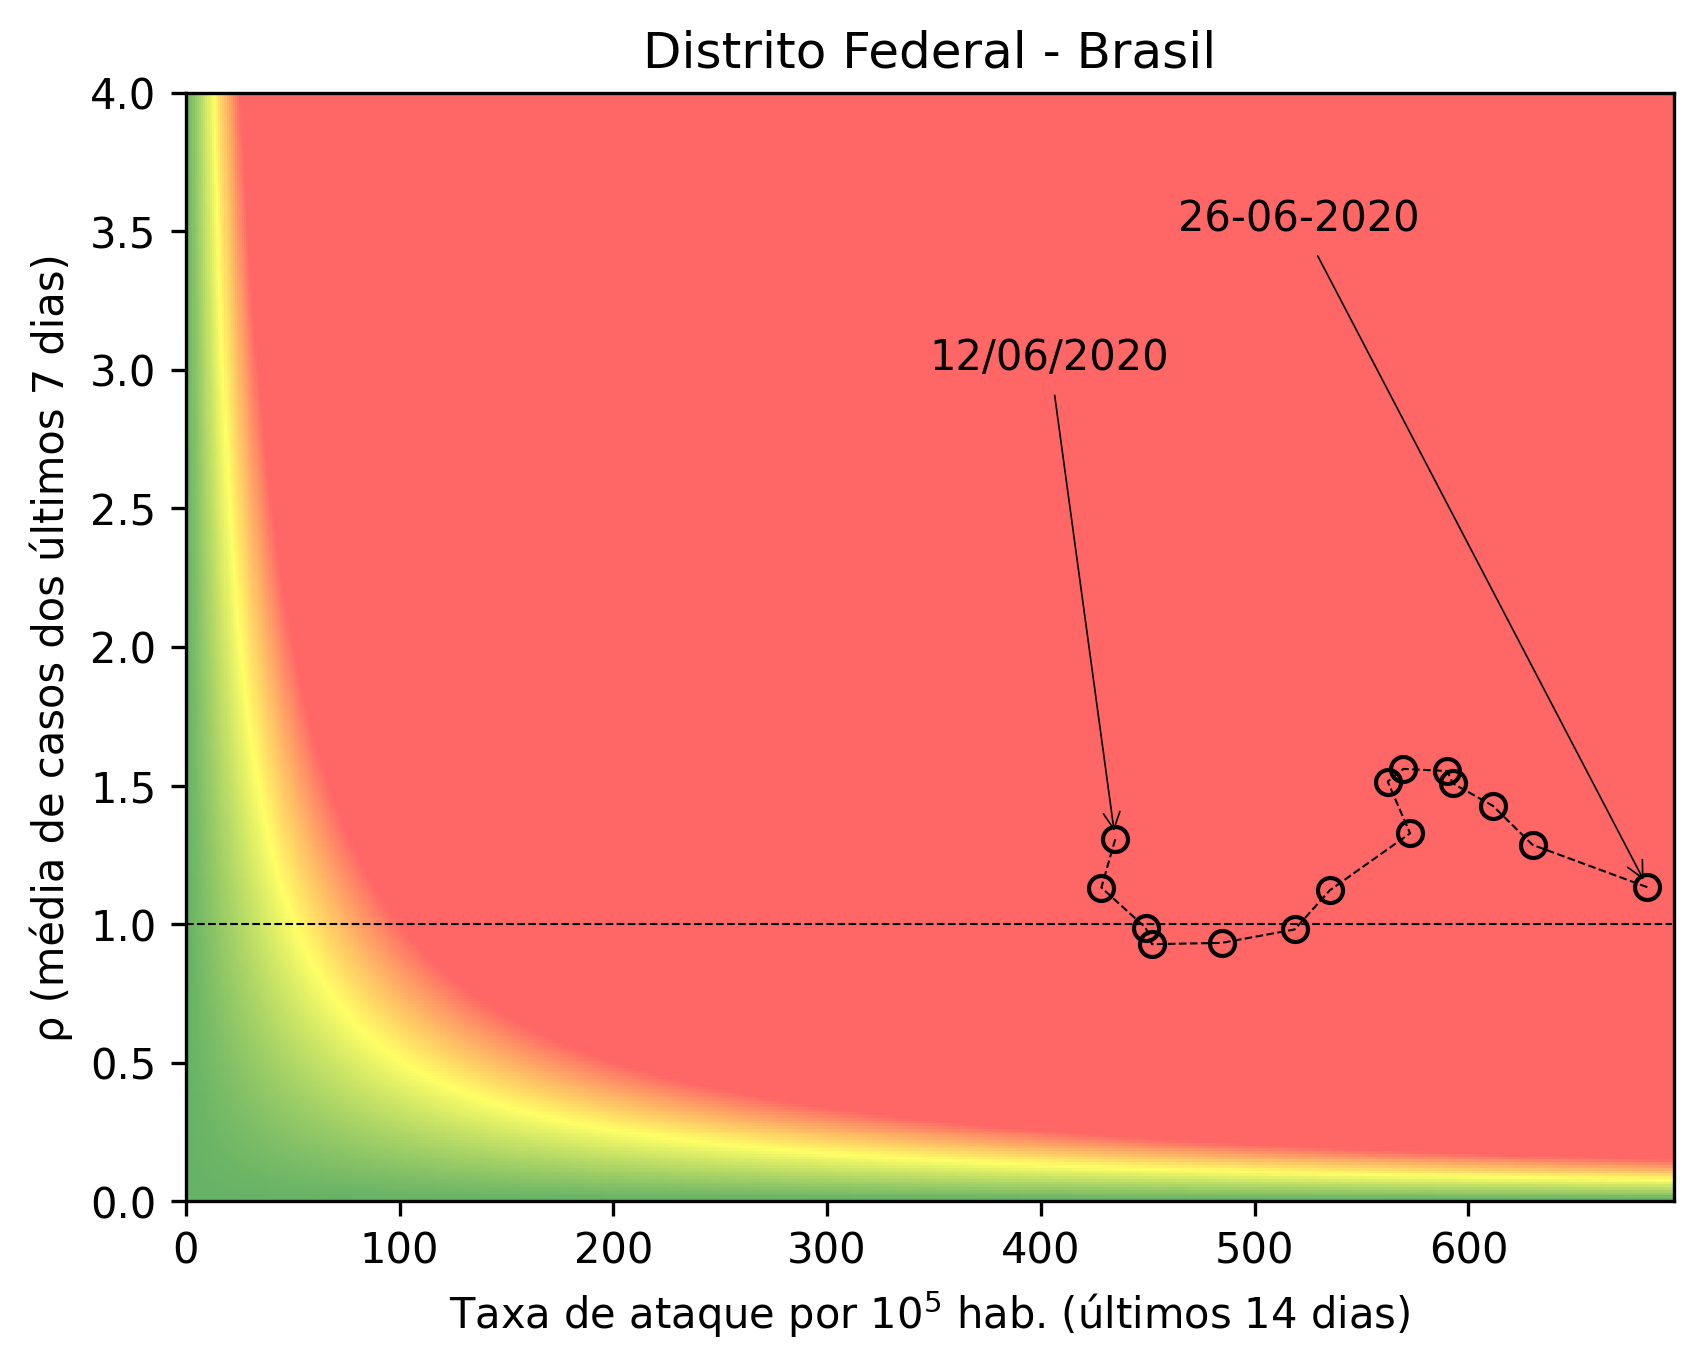 Distrito Federal - Brasil
4.0
3.5
3.0
2.5
2.0
1.5
1.0
0.5
0.0
ρ (média de casos dos últimos 7 dias)
26-06-2020
12/06/2020
0 100 200 300 400 500 600
Taxa de ataque por 10⁵ hab. (últimos 14 dias)